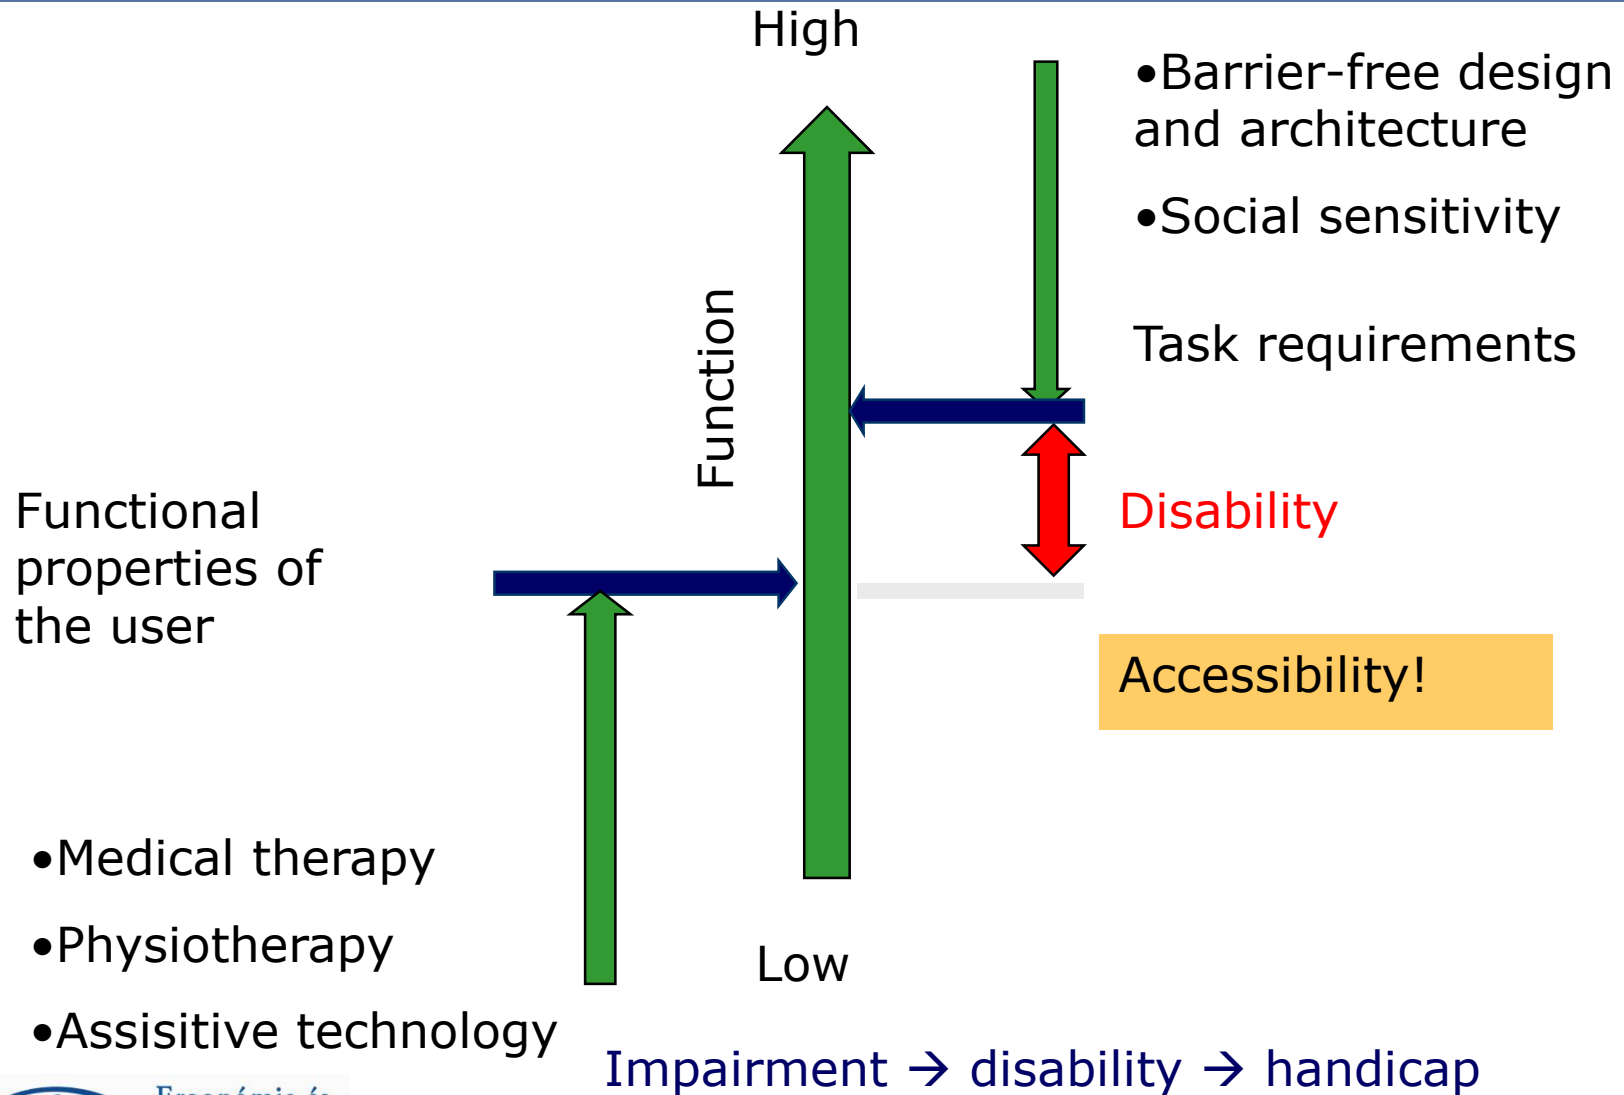 High
•Barrier-free design
and architecture
•Social sensitivity
Function
Task requirements
Functional
properties of
the user
Disability
Accessibility!
•Medical therapy
•Physiotherapy
•Assisitive technology
Low
Impairment → disability → handicap